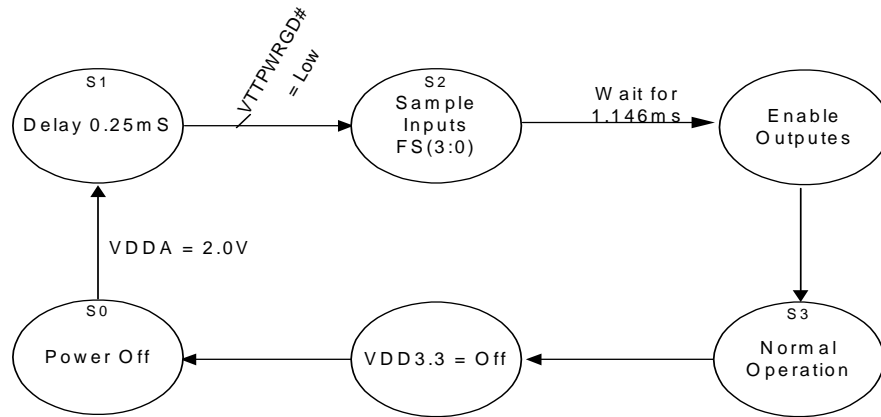 S1
Delay 0.25mS
VTTPWRGD#
= Low
S2
Sample
Inputs
FS(3:0)
Wait for
1.146ms
Enable
Outputes
VDDA = 2.0V
S0
Power Off
VDD3.3 = Off
S3
Normal
Operation